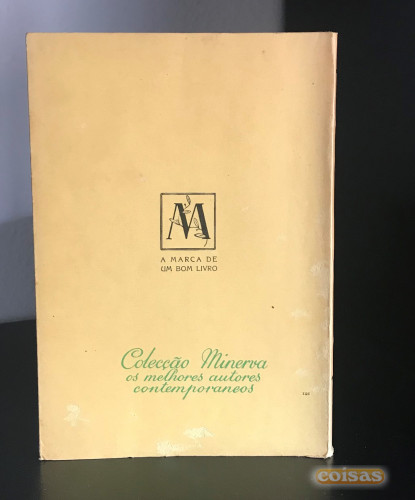 M
A MARCA DE
UM BOM LIVRO
Colecção Minerva
os melhores autores
contemporaneos
coisas